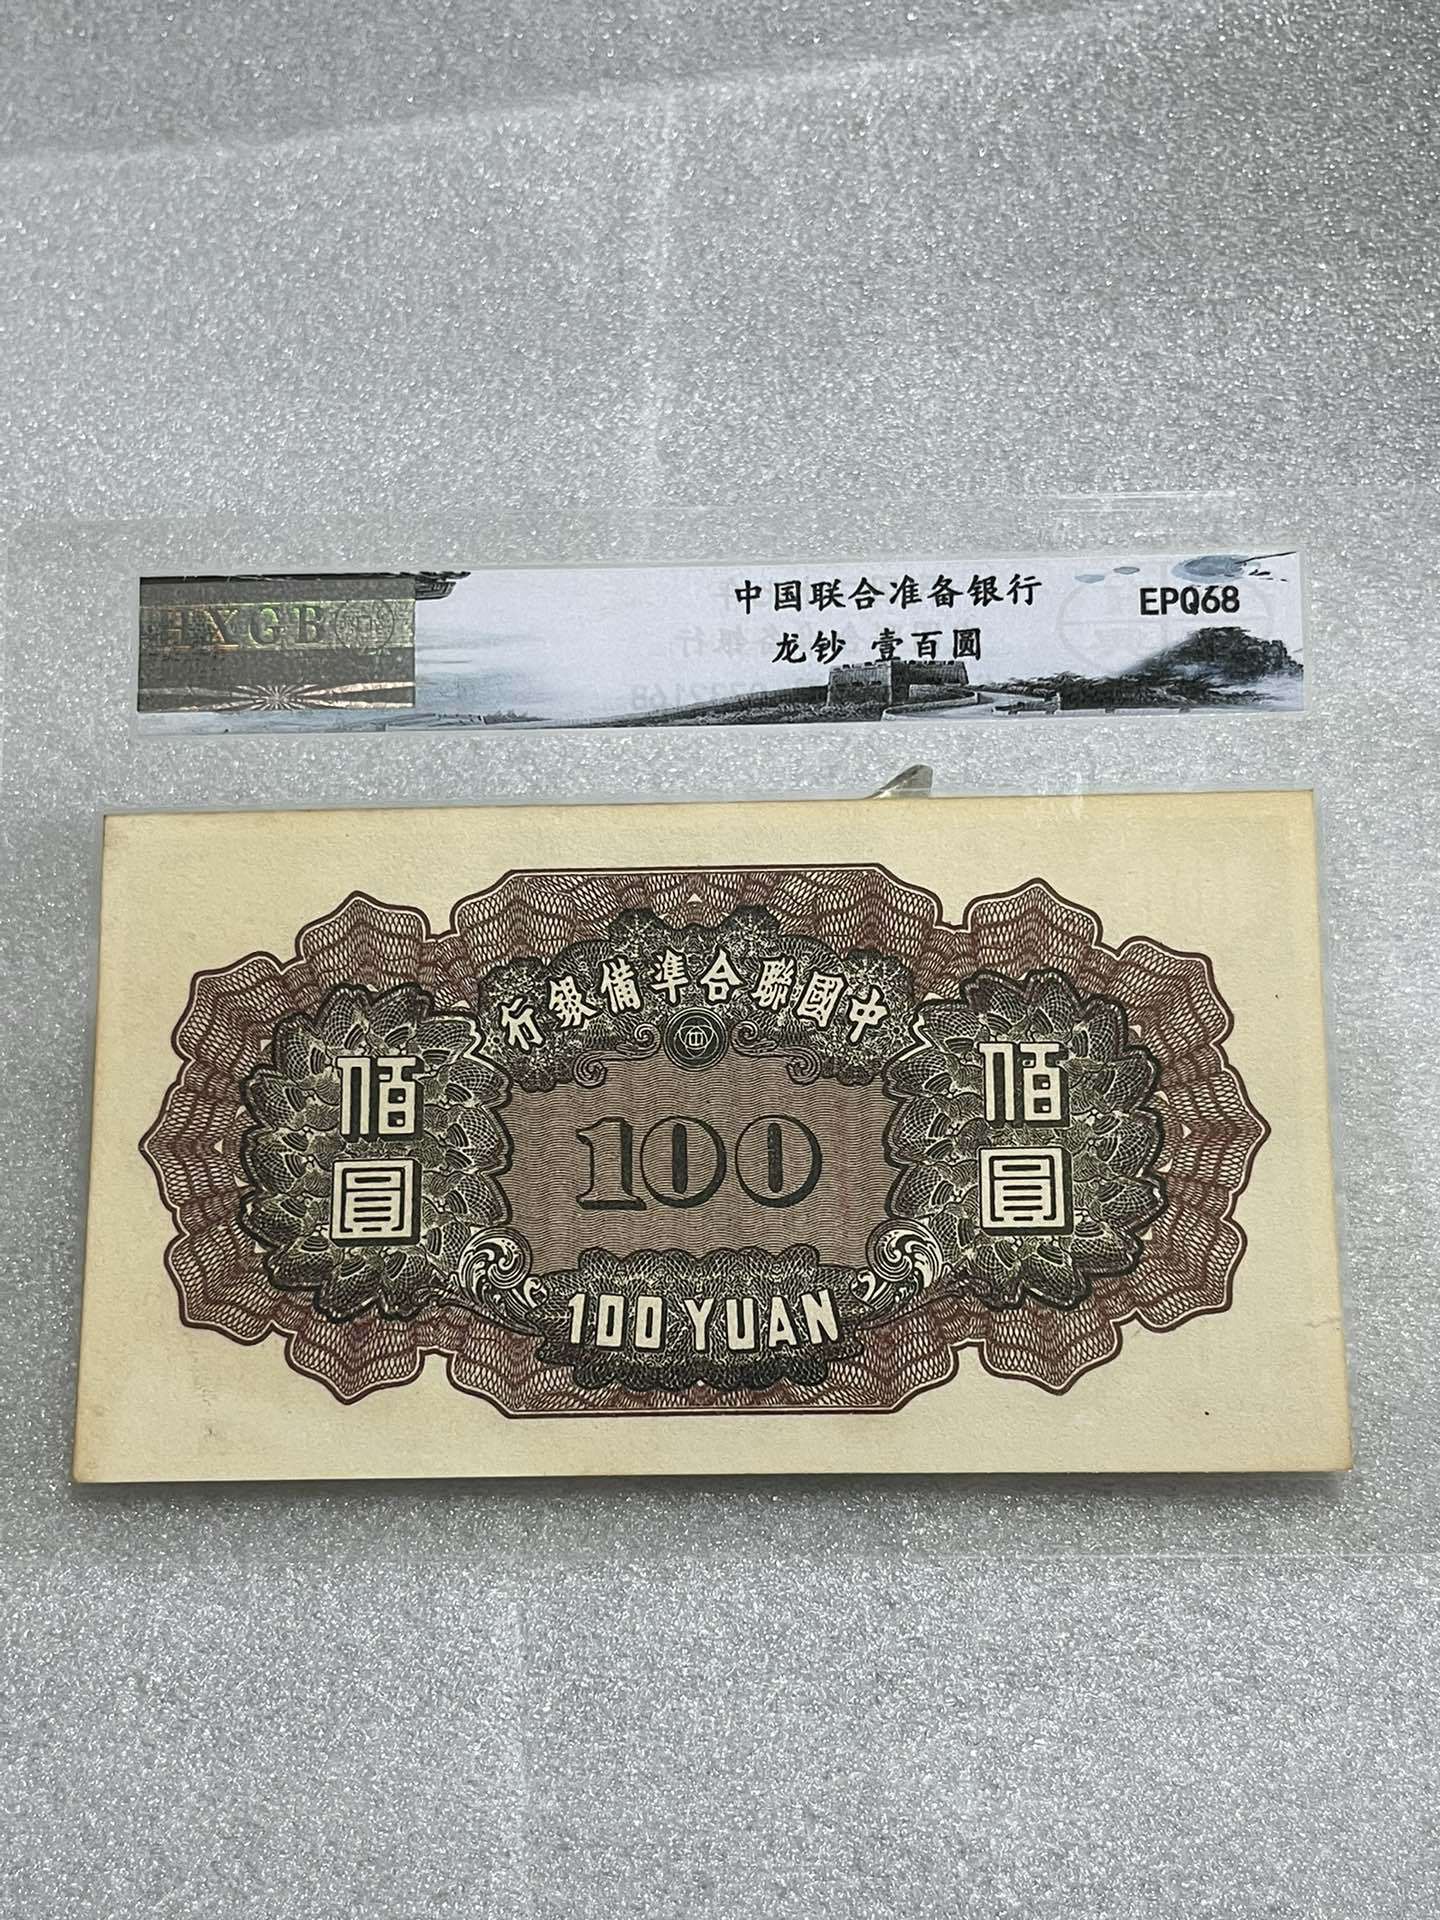 HXGB
中国联合准备银行
龙钞 壹百圆
EPQ68
行銀備準合聯國中
佰圓
佰圓
100
100 YUAN